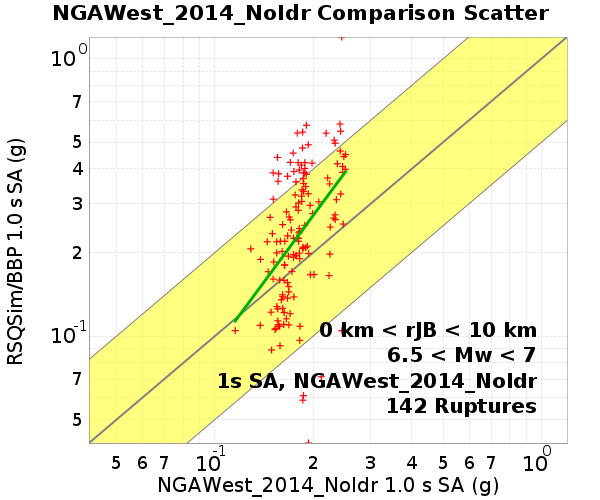 NGAWest_2014_NoIdr Comparison Scatter
RSQSim/BBP 1.0 s SA (g)
10^0
7
5
4
3
2
10^-1
7
5
0 km < rJB < 10 km
6.5 < Mw < 7
1s SA, NGAWest_2014_NoIdr
142 Ruptures
5 6 7 10^-1 2 3 4 5 6 7 10^0
NGAWest_2014_NoIdr 1.0 s SA (g)